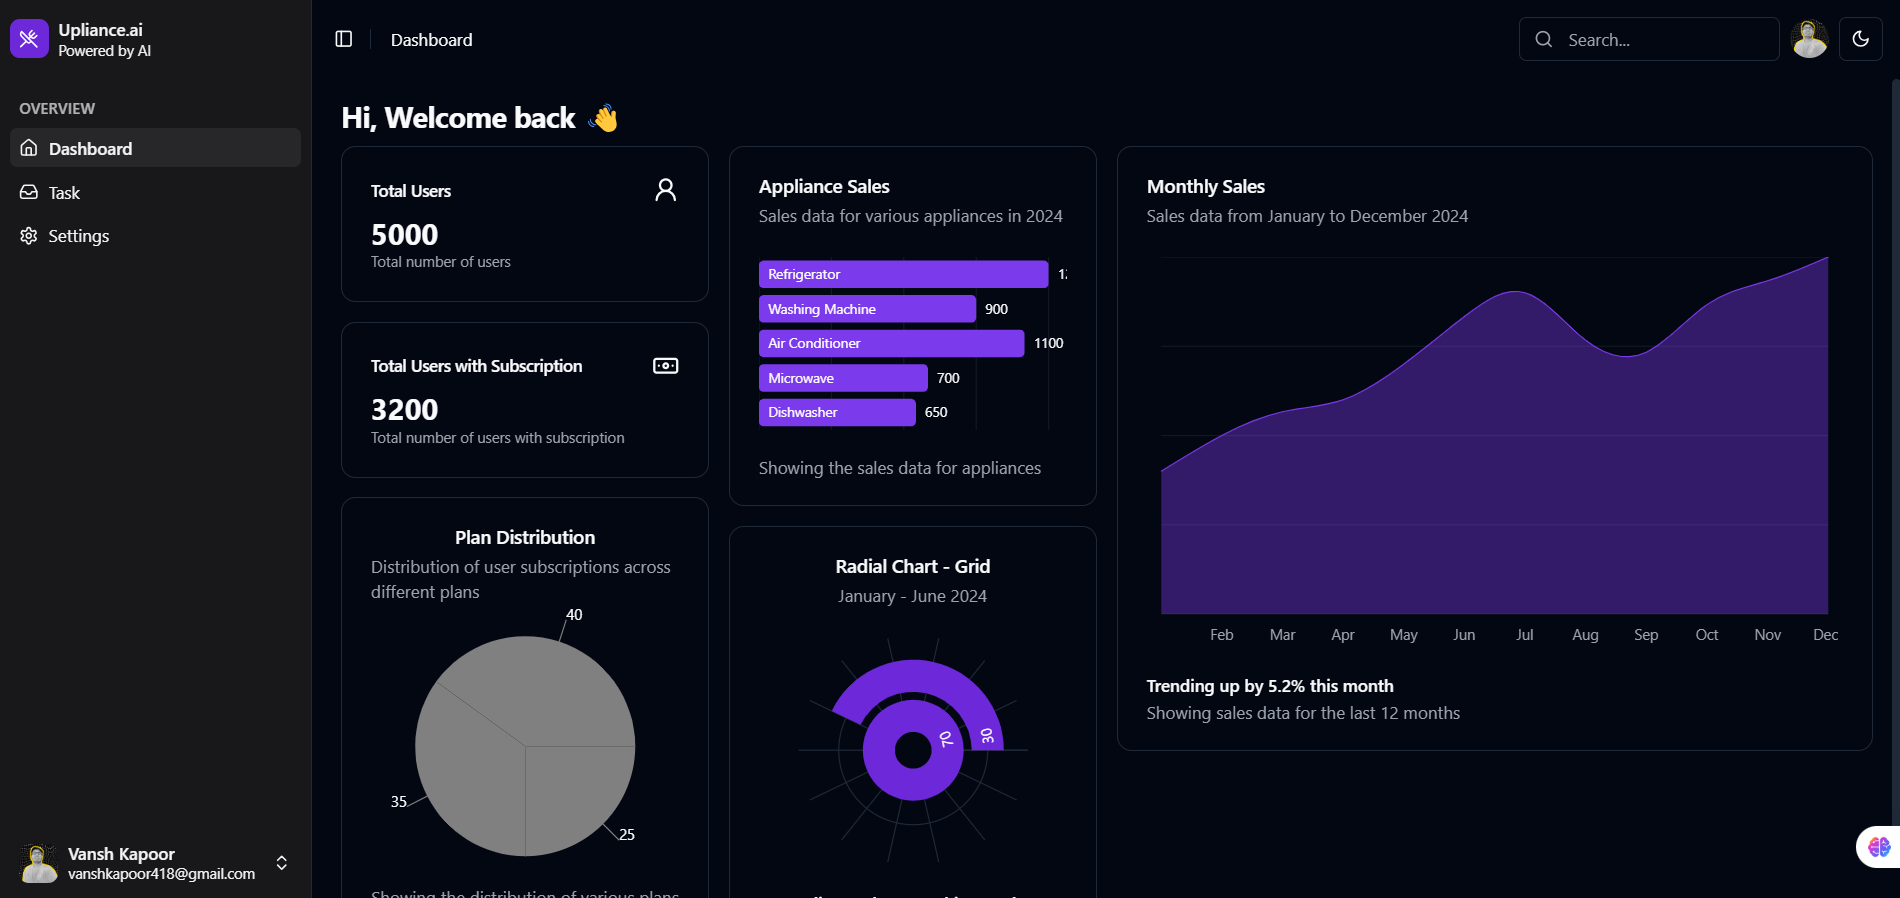 Upliance.ai
Powered by AI
OVERVIEW
Dashboard
Task
Settings
Vansh Kapoor
vanshkapoor418@gmail.com
Dashboard
Search...
Hi, Welcome back 👋
Total Users
5000
Total number of users
Total Users with Subscription
3200
Total number of users with subscription
Plan Distribution
Distribution of user subscriptions across
different plans
40
35
25
Showing the distribution of various plans
Appliance Sales
Sales data for various appliances in 2024
Refrigerator
Washing Machine 900
Air Conditioner 1100
Microwave 700
Dishwasher 650
Showing the sales data for appliances
Radial Chart - Grid
January - June 2024
70
30
Monthly Sales
Sales data from January to December 2024
Feb Mar Apr May Jun Jul Aug Sep Oct Nov Dec
Trending up by 5.2% this month
Showing sales data for the last 12 months